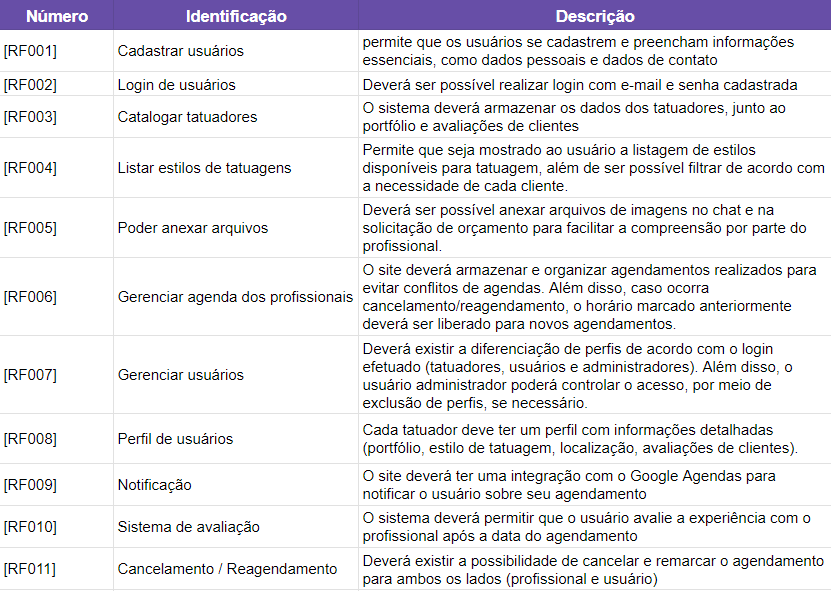 Número Identificação Descrição
[RF001] Cadastrar usuários permite que os usuários se cadastrem e preencham informações
essenciais, como dados pessoais e dados de contato
[RF002] Login de usuários Deverá ser possível realizar login com e-mail e senha cadastrada
[RF003] Catalogar tatuadores O sistema deverá armazenar os dados dos tatuadores, junto ao
portfólio e avaliações de clientes
[RF004] Listar estilos de tatuagens Permite que seja mostrado ao usuário a listagem de estilos
disponíveis para tatuagem, além de ser possível filtrar de acordo com
a necessidade de cada cliente.
[RF005] Poder anexar arquivos Deverá ser possível anexar arquivos de imagens no chat e na
solicitação de orçamento para facilitar a compreensão por parte do
profissional.
[RF006] Gerenciar agenda dos profissionais O site deverá armazenar e organizar agendamentos realizados para
evitar conflitos de agendas. Além disso, caso ocorra
cancelamento/reagendamento, o horário marcado anteriormente
deverá ser liberado para novos agendamentos.
[RF007] Gerenciar usuários Deverá existir a diferenciação de perfis de acordo com o login
efetuado (tatuadores, usuários e administradores). Além disso, o
usuário administrador poderá controlar o acesso, por meio de
exclusão de perfis, se necessário.
[RF008] Perfil de usuários Cada tatuador deve ter um perfil com informações detalhadas
(portfólio, estilo de tatuagem, localização, avaliações de clientes).
[RF009] Notificação O site deverá ter uma integração com o Google Agendas para
notificar o usuário sobre seu agendamento
[RF010] Sistema de avaliação O sistema deverá permitir que o usuário avalie a experiência com o
profissional após a data do agendamento
[RF011] Cancelamento / Reagendamento Deverá existir a possibilidade de cancelar e remarcar o agendamento
para ambos os lados (profissional e usuário)